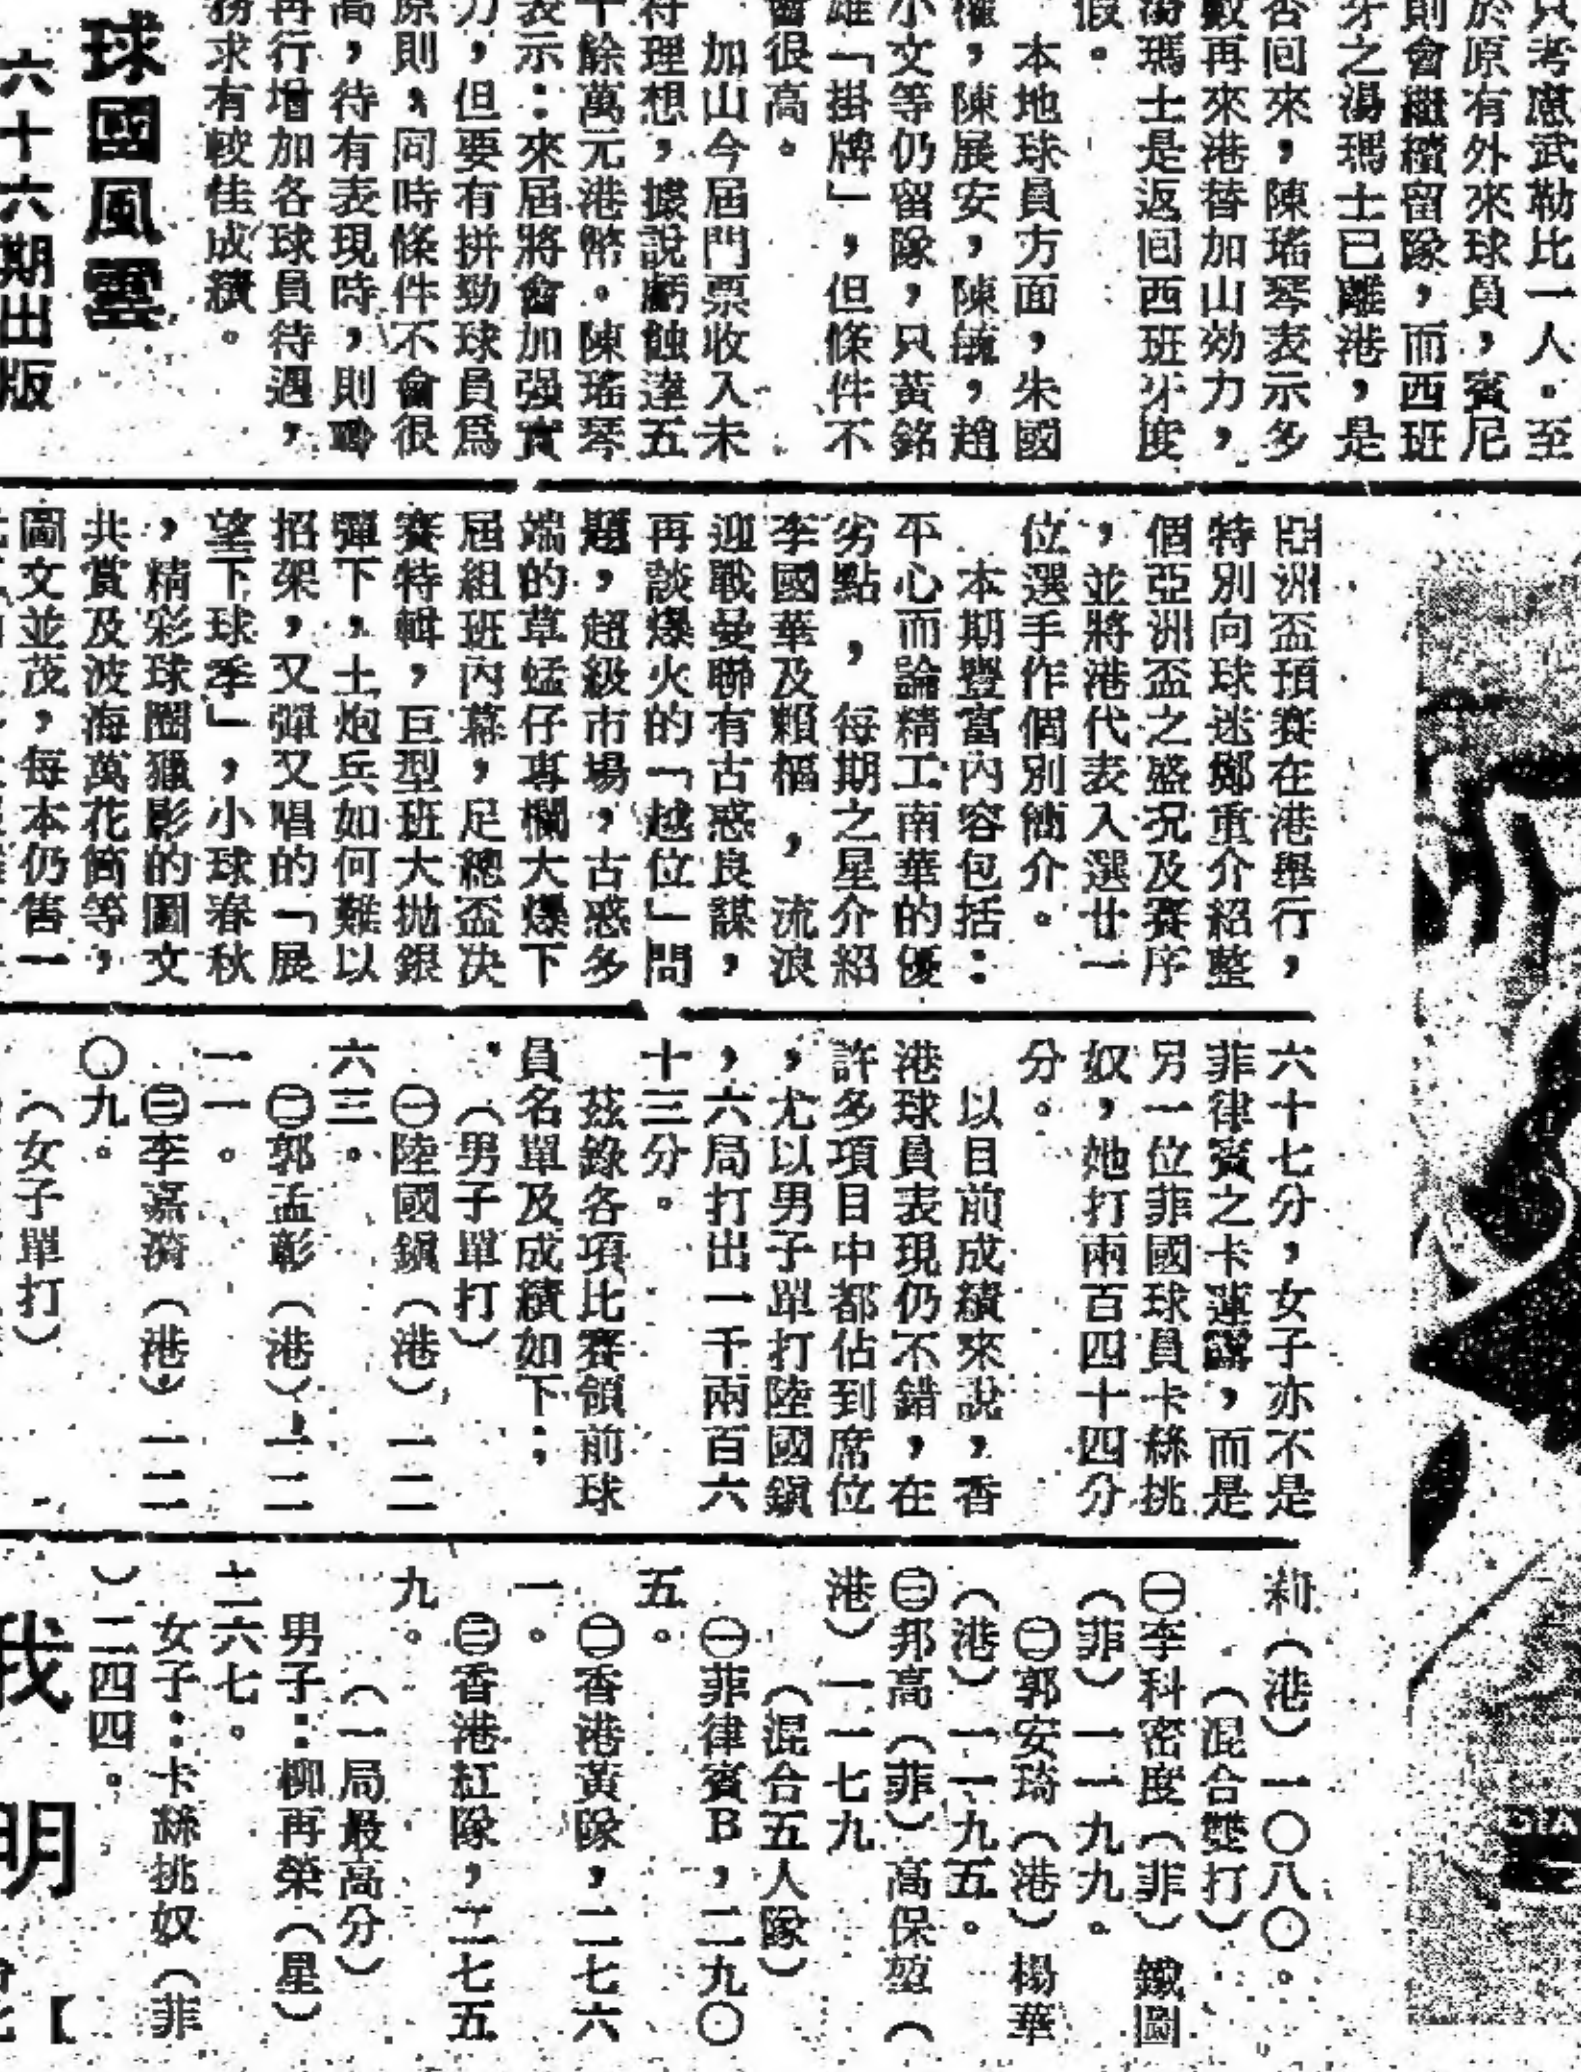 只考慮武勒比一人。至
於原有外來球員，賓尼
則會繼續留隊，而西班
牙之湯瑪士已離港，是
否回來，陳瑤琴表示多
數再來港替加山効力，
湯瑪士是返回西班牙度
假。
本地球員方面，朱國
權，陳展安，陳毓，趙
小文等仍留隊，只黃銘
雄「掛牌」，但條件不
會很高。
加山今屆門票收入未
符理想，據說虧蝕達五
十餘萬元港幣。陳瑤琴
表示：來屆將會加强實
力，但要有拼勁球員爲
原則，同時條件不會很
高，待有表現時，則
再行增加各球員待遇，
務求有較佳成績。
球國風雲
六十六期出版
亞洲盃預賽在港舉行，
特別向球迷鄭重介紹整
個亞洲盃之盛況及賽序
，並將港代表入選廿一
位選手作個別簡介。
本期豐富內容包括：
平心而論精工南華的優
劣點，每期之星介紹
李國華及賴樞，流浪
迎戰曼聯有古惑良謀，
再談爆火的「越位」問
題，超級市場，古惑多
端的草蜢仔專欄大爆下
屆組班內幕，足總盃决
賽特輯，巨型班大抛銀
彈下，土炮兵如何難以
招架，又彈又唱的「展
望下球季」，小球春秋
，精彩球圈獵影的圖文
共賞及波海萬花筒等，
圖文並茂，每本仍售一
六十七分，女子亦不是
菲律賓之卡蓮，而是
另一位菲國球員卡絲挑
奴，她打兩百四十四分
分。
以目前成績來說，香
港球員表現仍不錯，在
許多項目中都佔到席位
，尤以男子單打陸國鎭
，六局打出一千兩百六
十三分。
茲錄各項比賽領前球
員名單及成績如下；
（男子單打）
㊀陸國鎭（港）一二
六三。
㊁郭孟彰（港），一二
一一。
㊂李嘉漪（港）一二
〇九。
（女子單打）
莉（港）一〇八〇。
（混合雙打）
㊀李科密度（菲）鐵圖
（菲）一一九九。
㊁郭安琦（港）楊華
（港）一一九五。
㊂邦高（菲）高保堃（
港）一一七九
（混合五人隊）
㊀菲律賓B，二九〇
五。
㊁香港黃隊，二七六
一。
㊂香港紅隊，二七五
九。
（一局最高分）
男子：柳再榮（星）
二六七。
女子：卡絲挑奴（菲
）二四四。
我明
【